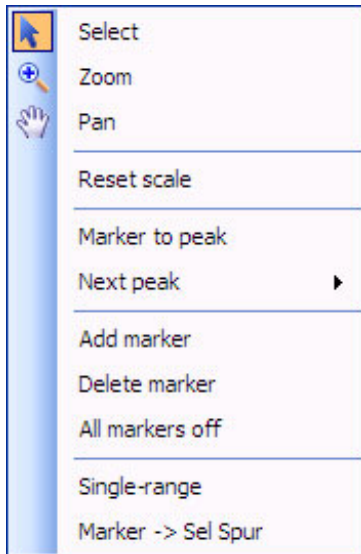 Select
Zoom
Pan
Reset scale
Marker to peak
Next peak
Add marker
Delete marker
All markers off
Single-range
Marker -> Sel Spur